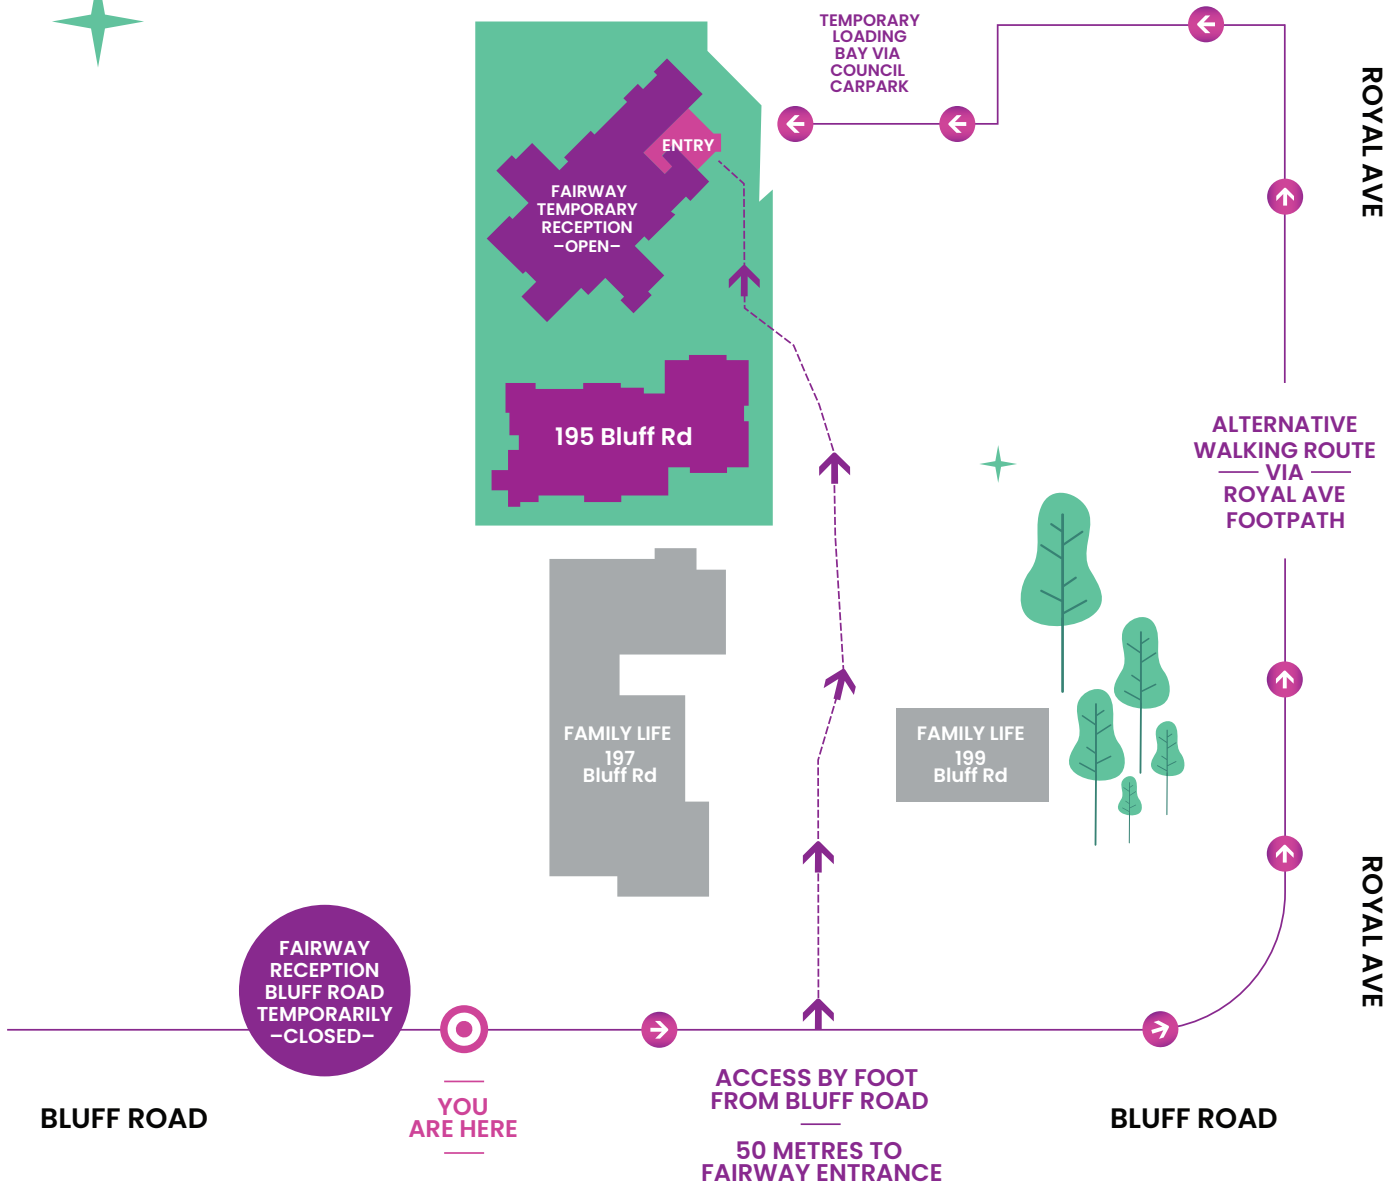 TEMPORARY
LOADING
BAY VIA
COUNCIL
CARPARK
ROYAL AVE
ENTRY
FAIRWAY
TEMPORARY
RECEPTION
–OPEN–
195 Bluff Rd
ALTERNATIVE
WALKING ROUTE
VIA
ROYAL AVE
FOOTPATH
FAMILY LIFE
197
Bluff Rd
FAMILY LIFE
199
Bluff Rd
ROYAL AVE
FAIRWAY
RECEPTION
BLUFF ROAD
TEMPORARILY
–CLOSED–
BLUFF ROAD
YOU
ARE HERE
ACCESS BY FOOT
FROM BLUFF ROAD
50 METRES TO
FAIRWAY ENTRANCE
BLUFF ROAD